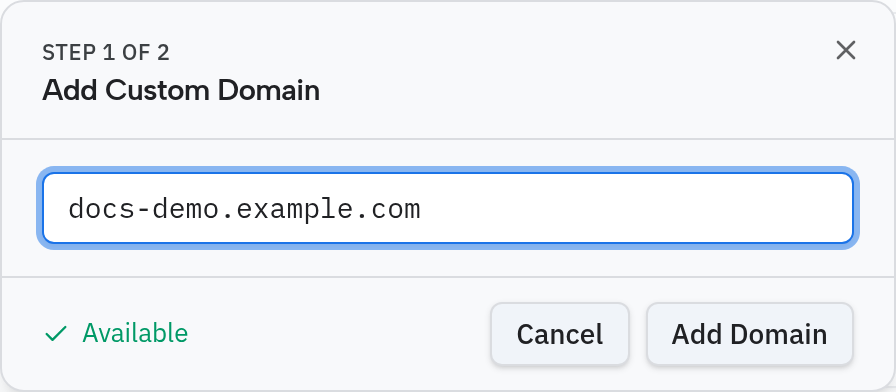 STEP 1 OF 2
Add Custom Domain
docs-demo.example.com
Available
Cancel
Add Domain